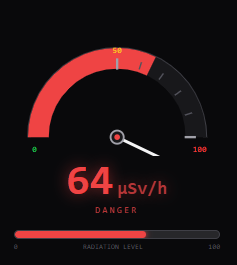 50
0 100
64 μSv/h
DANGER
0 RADIATION LEVEL 100